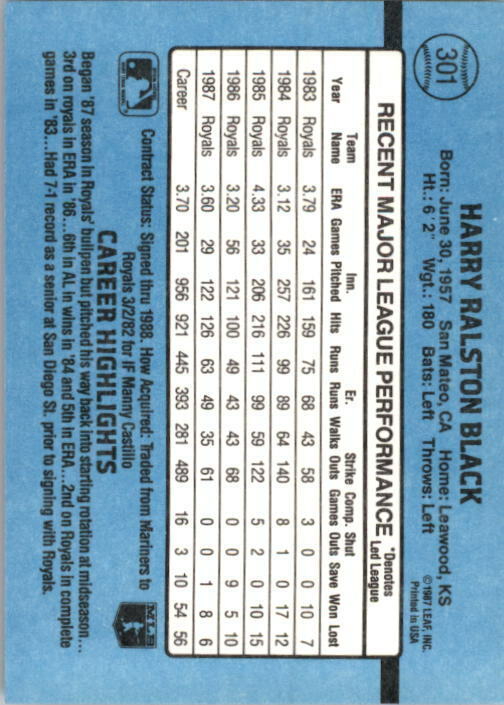 301
HARRY RALSTON BLACK
Born: June 30, 1957 San Mateo, CA Home: Leawood, KS
Ht.: 6'2" Wgt.: 180 Bats: Left Throws: Left
©1987 LEAF, INC.
Printed in USA
RECENT MAJOR LEAGUE PERFORMANCE *Denotes
Led League
Team Inn. Er. Strike Comp. Shut
Year Name ERA Games Pitched Hits Runs Runs Walks Outs Games Outs Save Won Lost
1983 Royals 3.79 24 161 159 75 68 43 58 3 0 0 10 7
1984 Royals 3.12 35 257 226 99 89 64 140 8 1 0 17 12
1985 Royals 4.33 33 206 216 111 99 59 122 5 2 0 10 15
1986 Royals 3.20 56 121 100 49 43 43 68 0 0 9 5 10
1987 Royals 3.60 29 122 126 63 49 35 61 0 0 1 8 6
Career 3.70 201 956 921 445 393 281 489 16 3 10 54 56
Contract Status: Signed thru 1988. How Acquired: Traded from Mariners to
Royals 3/2/82 for IF Manny Castillo
MLB
CAREER HIGHLIGHTS
Began '87 season in Royals' bullpen but pitched his way back into starting rotation at midseason...
3rd on royals in ERA in '86...6th in AL in wins in '84 and 5th in ERA...2nd on Royals in complete
games in '83...Had 7-1 record as a senior at San Diego St. prior to signing with Royals.